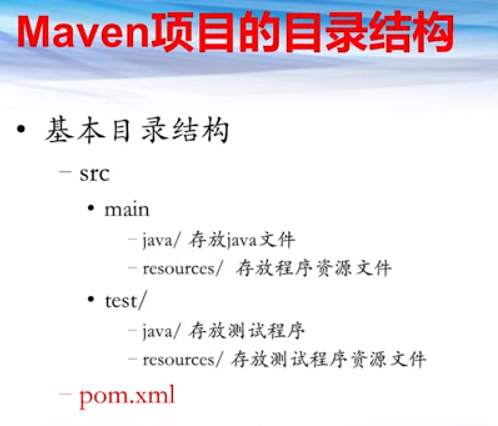 Maven项目的目录结构
• 基本目录结构
– src
• main
– java/ 存放java文件
– resources/ 存放程序资源文件
• test/
– java/ 存放测试程序
– resources/ 存放测试程序资源文件
– pom.xml